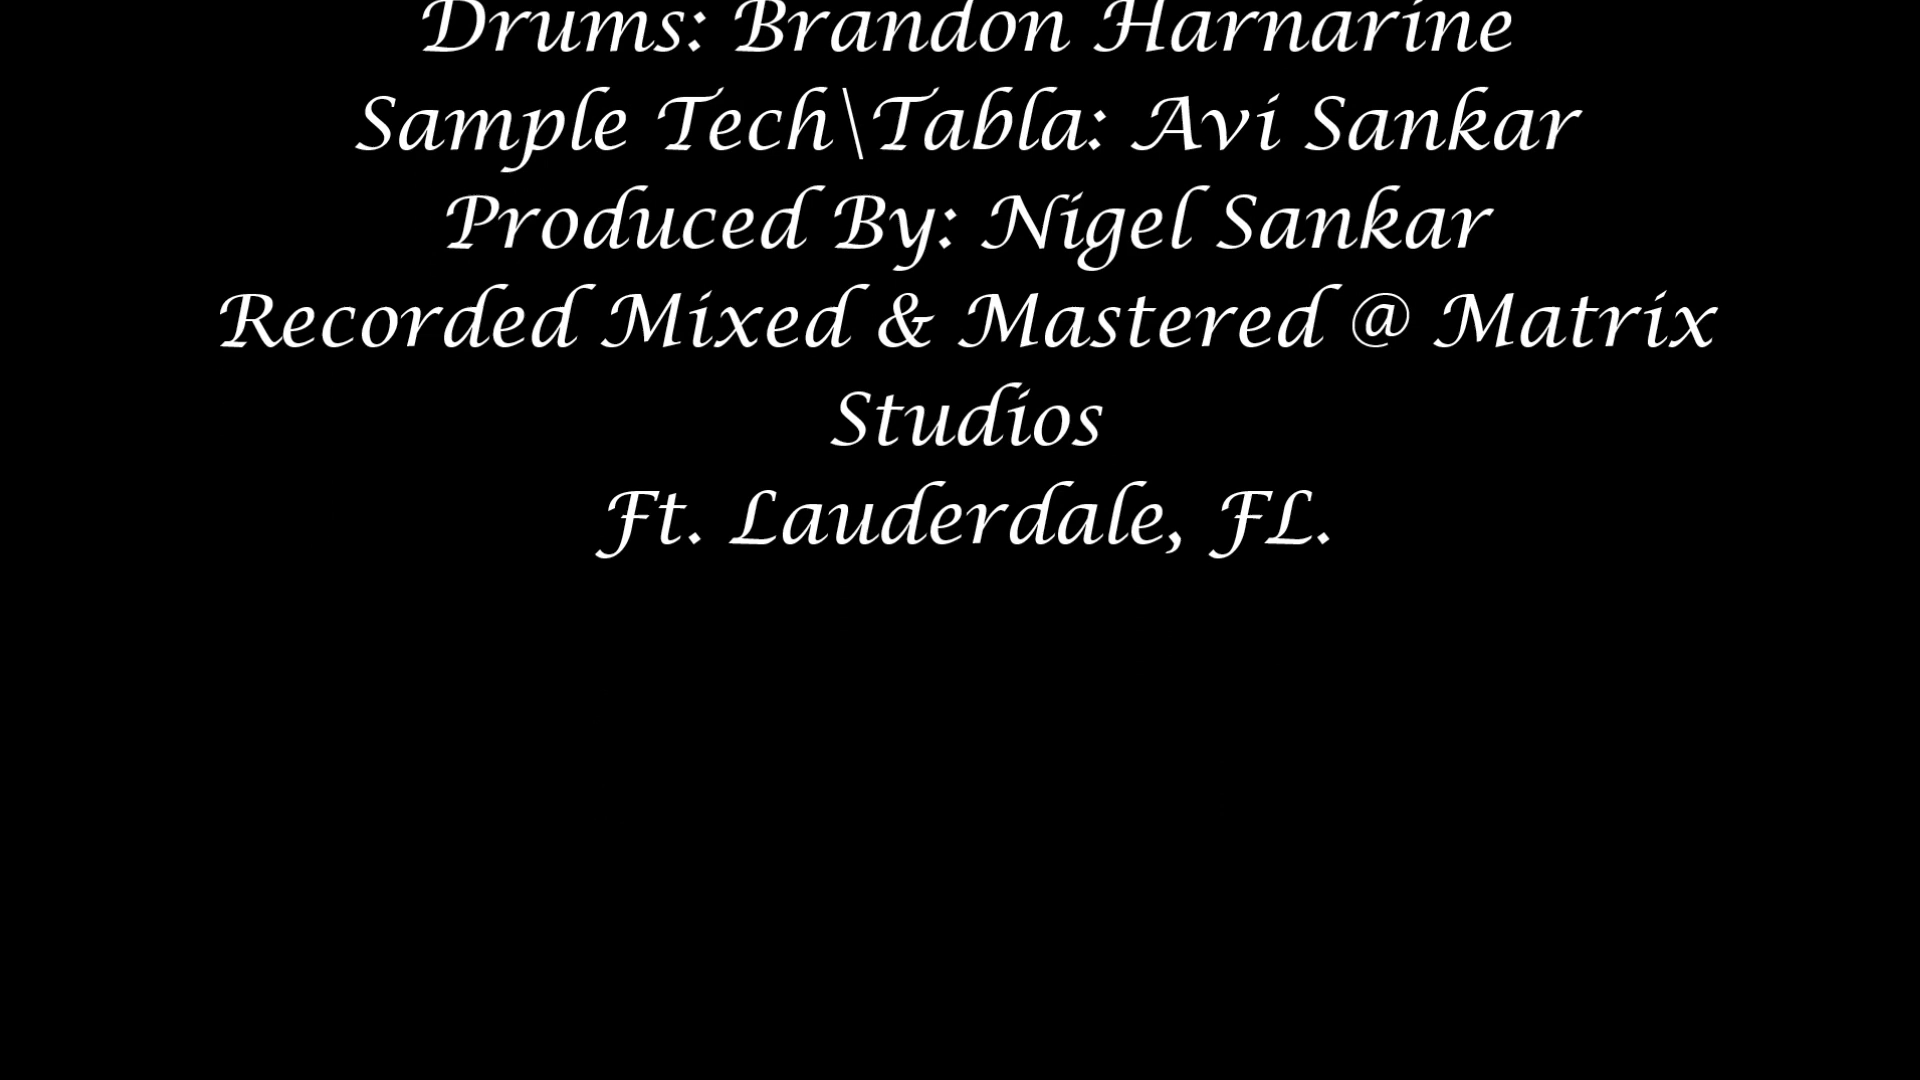 Drums: Brandon Harnarine
Sample Tech\Tabla: Avi Sankar
Produced By: Nigel Sankar
Recorded Mixed & Mastered @ Matrix
Studios
Ft. Lauderdale, FL.